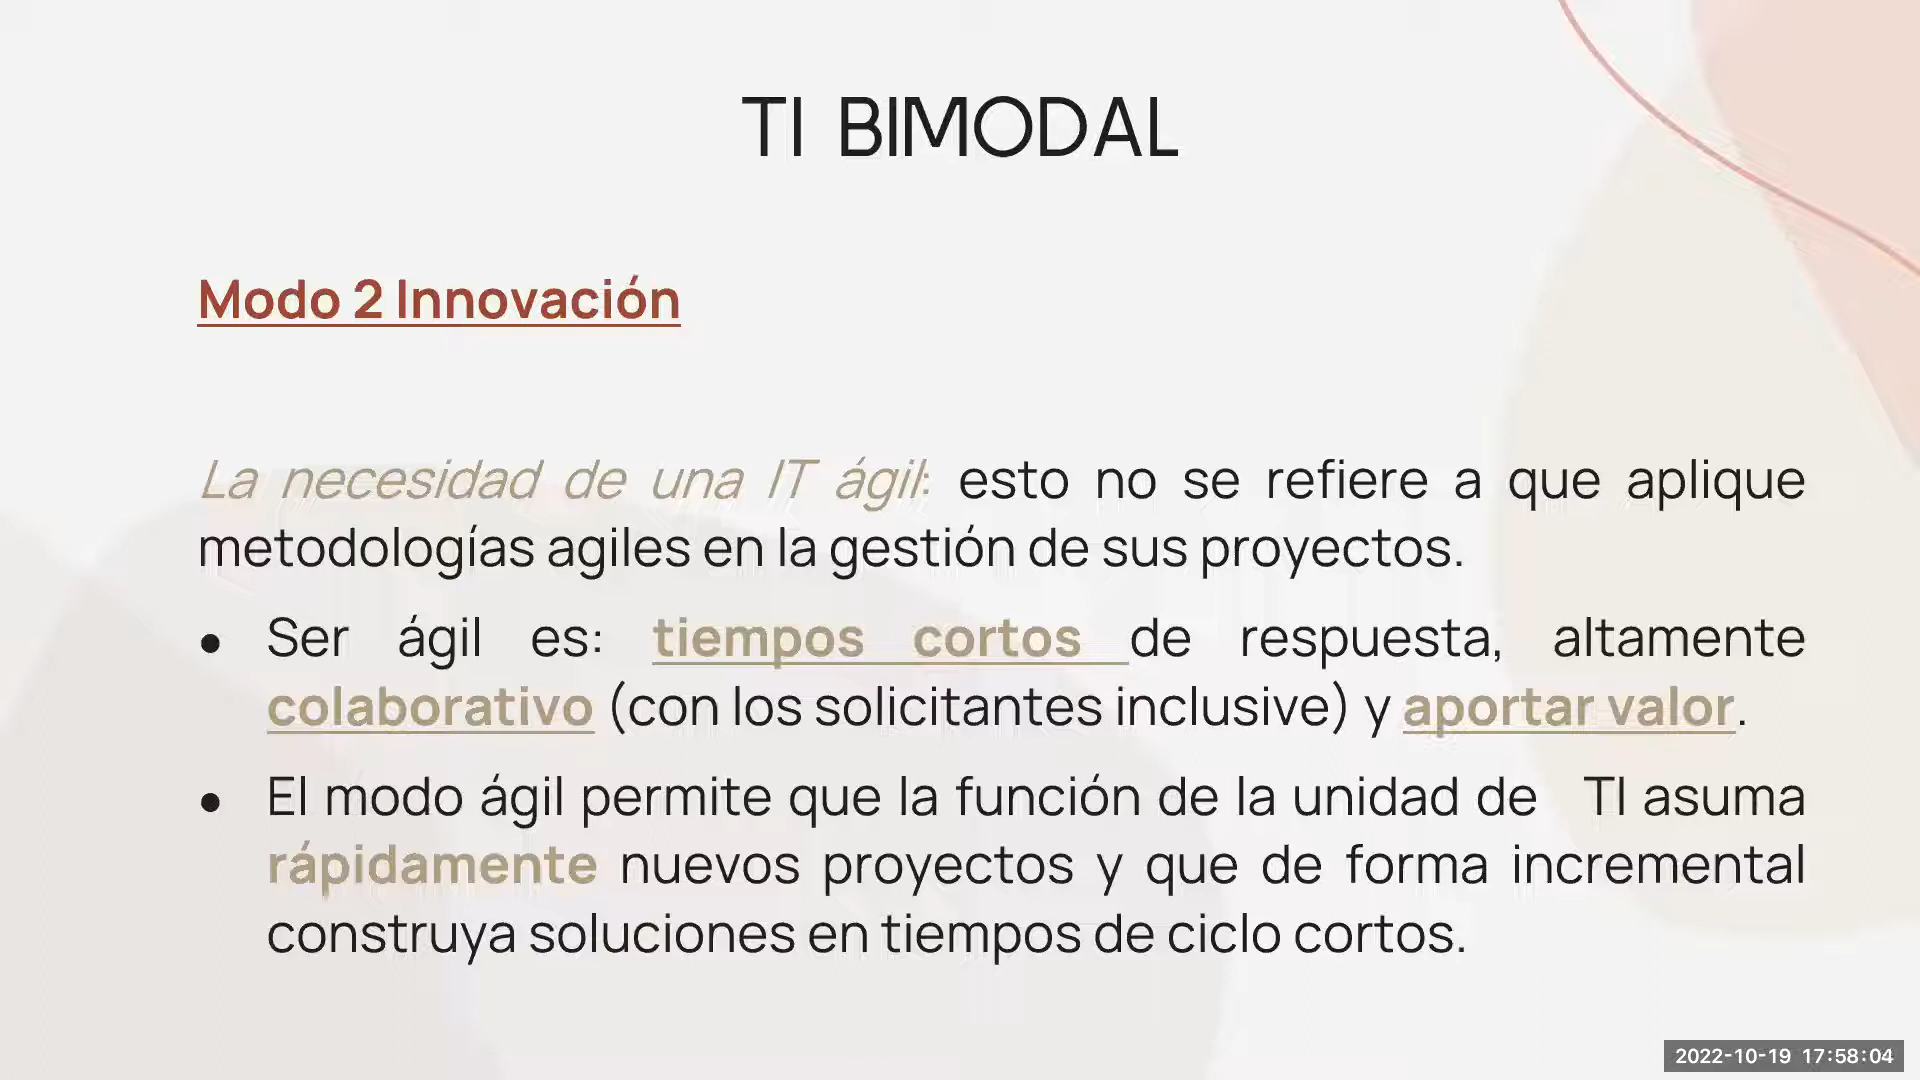 TI BIMODAL
Modo 2 Innovación
La necesidad de una IT ágil: esto no se refiere a que aplique
metodologías agiles en la gestión de sus proyectos.
● Ser ágil es: tiempos cortos de respuesta, altamente
colaborativo (con los solicitantes inclusive) y aportar valor.
● El modo ágil permite que la función de la unidad de TI asuma
rápidamente nuevos proyectos y que de forma incremental
construya soluciones en tiempos de ciclo cortos.
2022-10-19 17:58:04